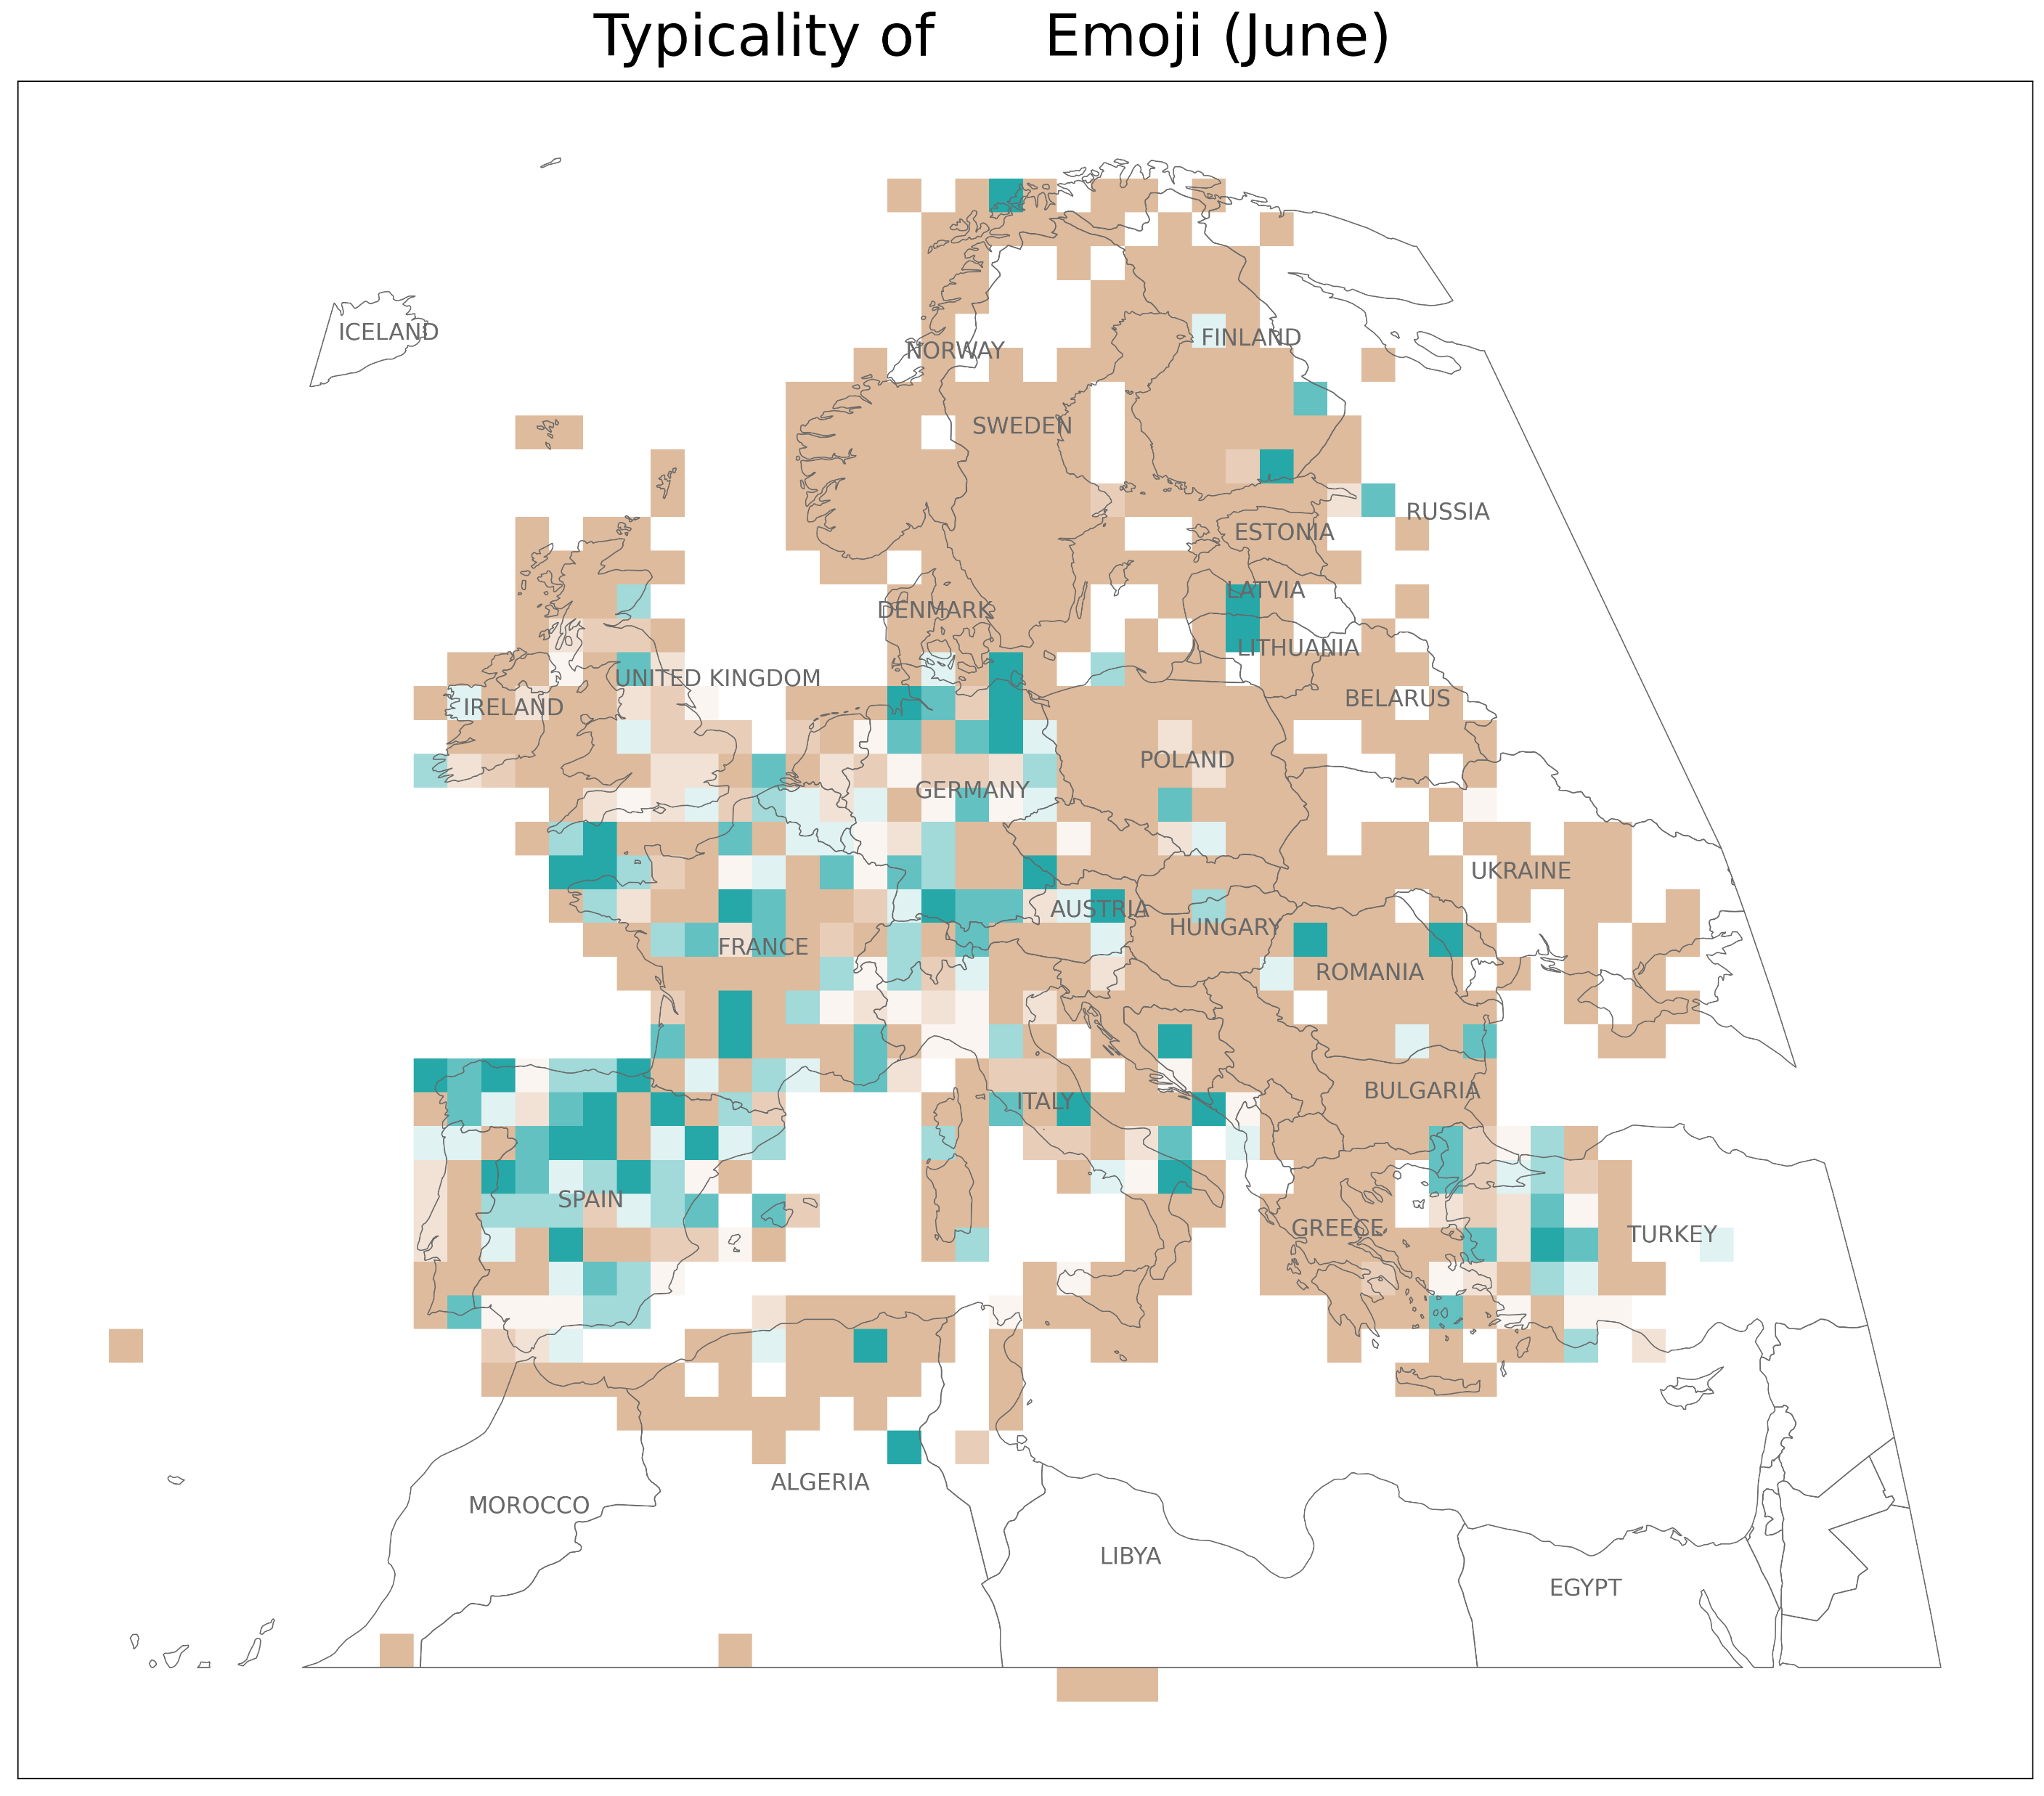 Typicality of Emoji (June)
ICELAND
FINLAND
NORWAY
SWEDEN
RUSSIA
ESTONIA
LATVIA
DENMARK
LITHUANIA
UNITED KINGDOM
IRELAND
BELARUS
POLAND
GERMANY
UKRAINE
AUSTRIA
HUNGARY
FRANCE
ROMANIA
BULGARIA
ITALY
SPAIN
GREECE
TURKEY
ALGERIA
MOROCCO
LIBYA
EGYPT